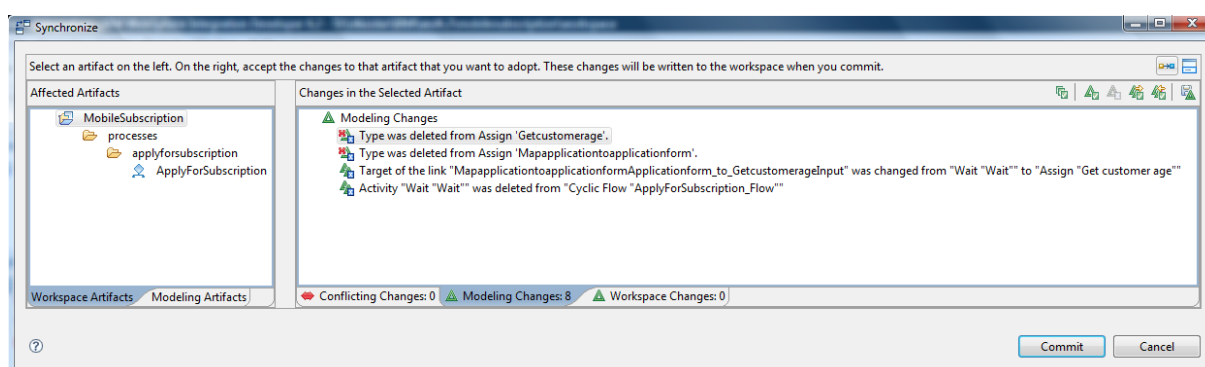 Synchronize
Select an artifact on the left. On the right, accept the changes to that artifact that you want to adopt. These changes will be written to the workspace when you commit.
Affected Artifacts
Changes in the Selected Artifact
MobileSubscription
processes
applyforsubscription
ApplyForSubscription
Modeling Changes
Type was deleted from Assign 'Getcustomerage'.
Type was deleted from Assign 'Mapapplicationtoapplicationform'.
Target of the link "MapapplicationtoapplicationformApplicationform_to_GetcustomerageInput" was changed from "Wait "Wait"" to "Assign "Get customer age""
Activity "Wait "Wait"" was deleted from "Cyclic Flow "ApplyForSubscription_Flow""
Workspace Artifacts Modeling Artifacts
Conflicting Changes: 0 Modeling Changes: 8 Workspace Changes: 0
Commit Cancel